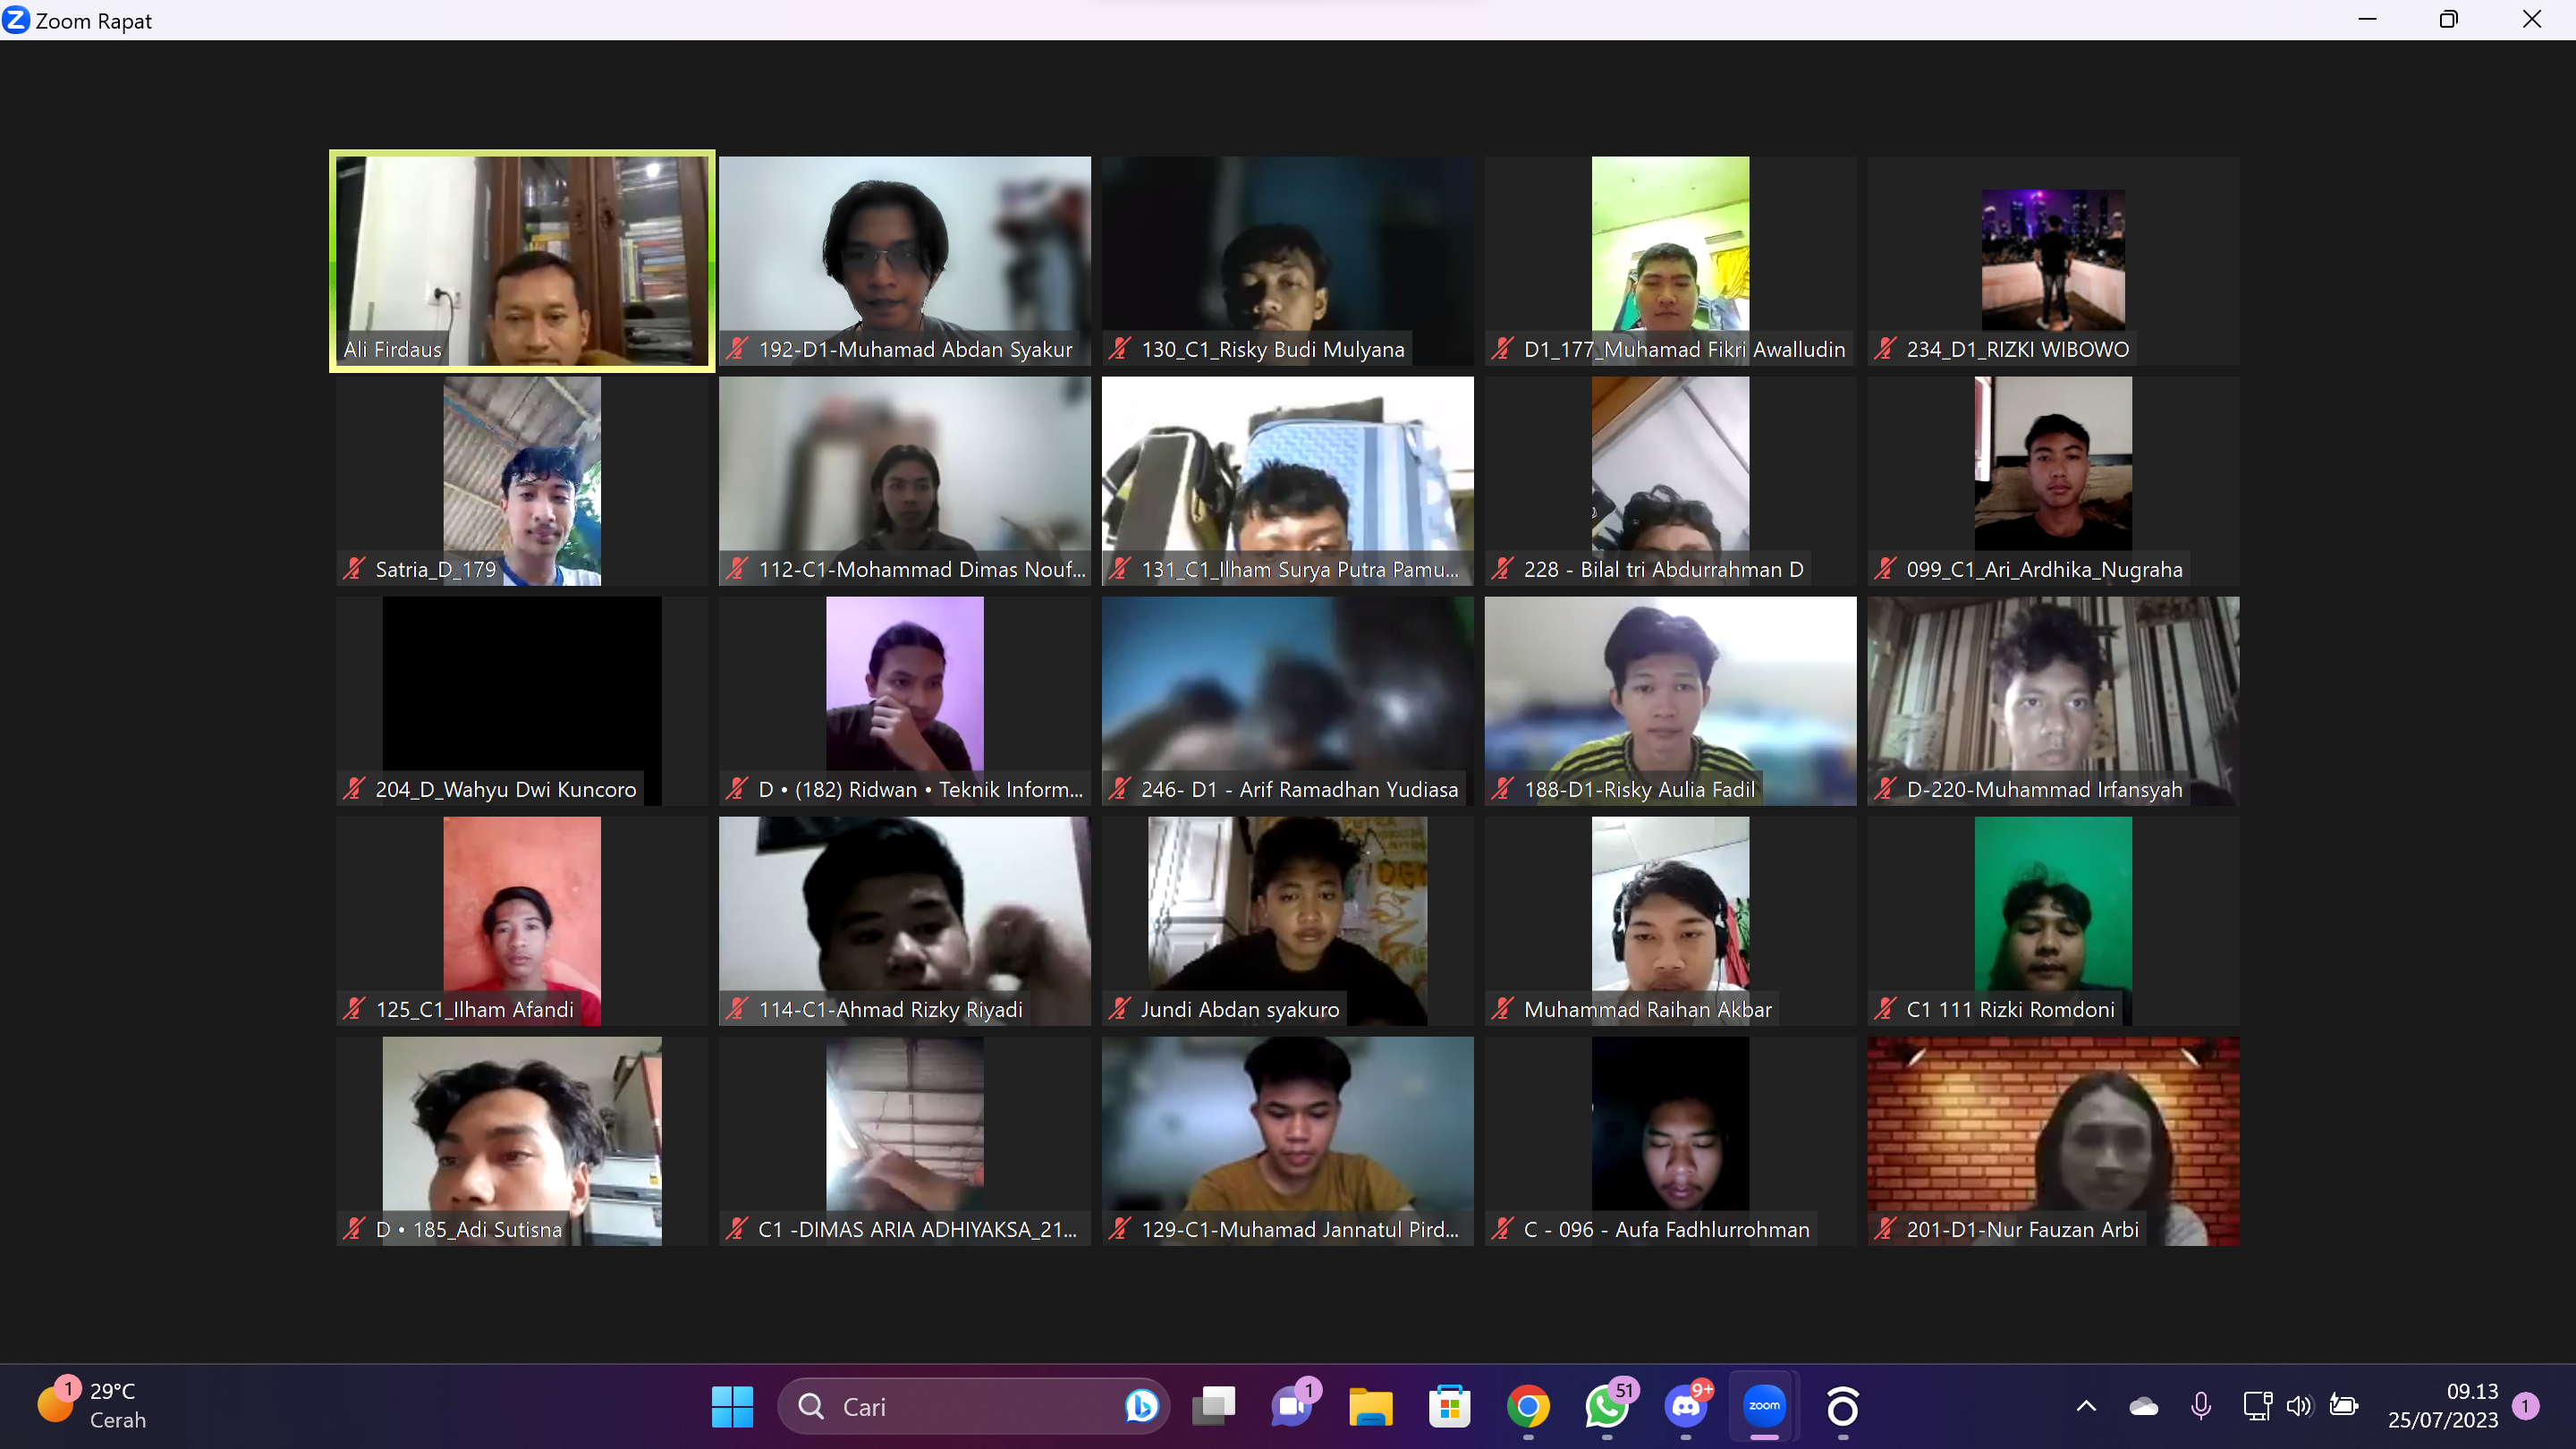 Zoom Rapat
Ali Firdaus
192-D1-Muhamad Abdan Syakur
130_C1_Risky Budi Mulyana
D1_177_Muhamad Fikri Awalludin
234_D1_RIZKI WIBOWO
Satria_D_179
112-C1-Mohammad Dimas Nouf...
131_C1_Ilham Surya Putra Pamu...
228 - Bilal tri Abdurrahman D
099_C1_Ari_Ardhika_Nugraha
204_D_Wahyu Dwi Kuncoro
D • (182) Ridwan • Teknik Inform...
246- D1 - Arif Ramadhan Yudiasa
188-D1-Risky Aulia Fadil
D-220-Muhammad Irfansyah
125_C1_Ilham Afandi
114-C1-Ahmad Rizky Riyadi
Jundi Abdan syakuro
Muhammad Raihan Akbar
C1 111 Rizki Romdoni
D • 185_Adi Sutisna
C1 -DIMAS ARIA ADHIYAKSA_21...
129-C1-Muhamad Jannatul Pird...
C - 096 - Aufa Fadhlurrohman
201-D1-Nur Fauzan Arbi
1
29°C
Cerah
Cari
1
51
9+
zoom
09.13
25/07/2023
1